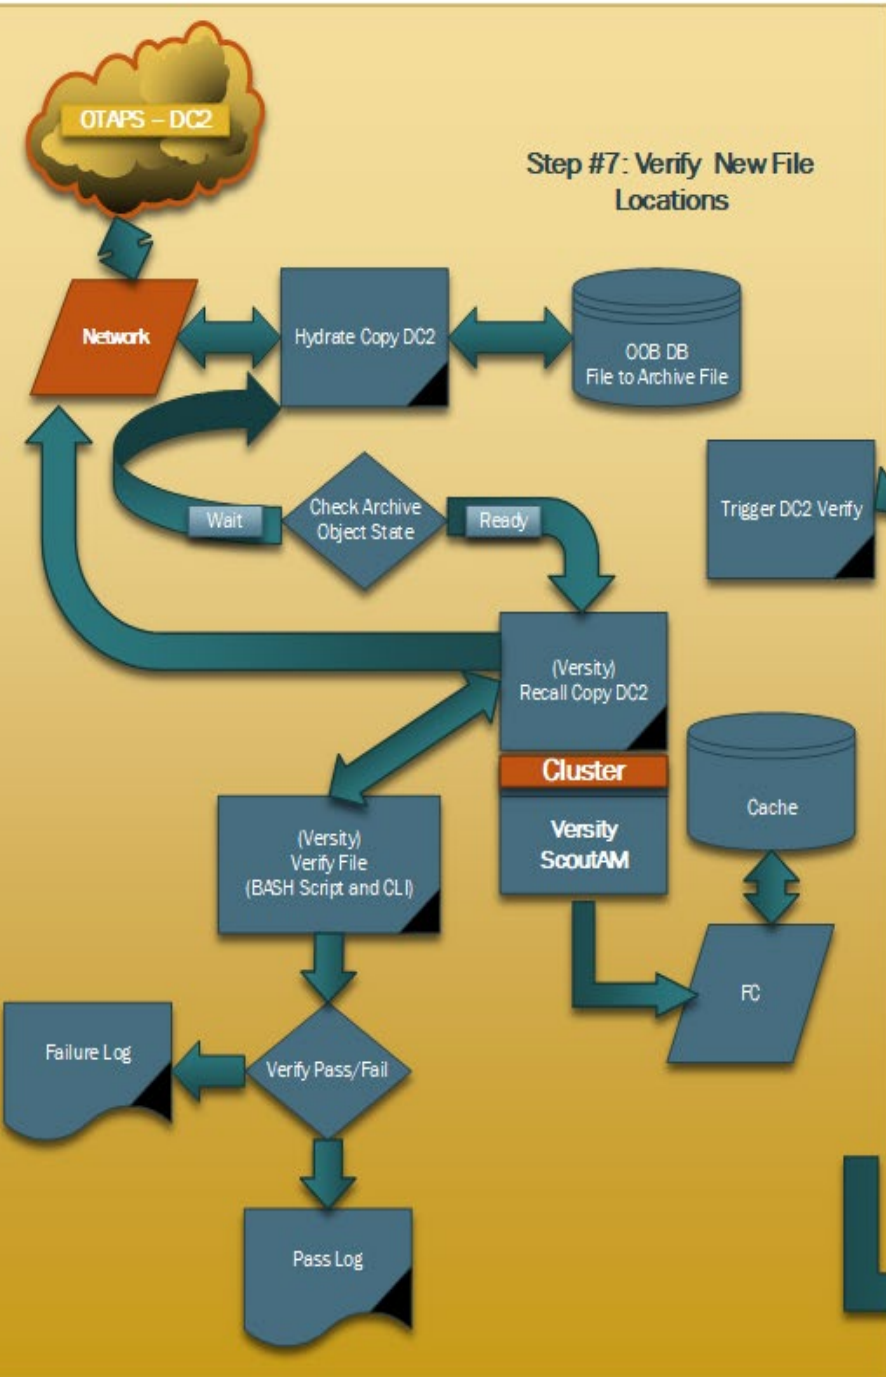 OTAPS – DC2
Step #7: Verify New File
Locations
Network
Hydrate Copy DC2
OOB DB
File to Archive File
Wait
Check Archive
Object State
Ready
Trigger DC2 Verify
(Versity)
Recall Copy DC2
Cluster
Versity
ScoutAM
Cache
(Versity)
Verify File
(BASH Script and CLI)
FC
Failure Log
Verify Pass/Fail
Pass Log